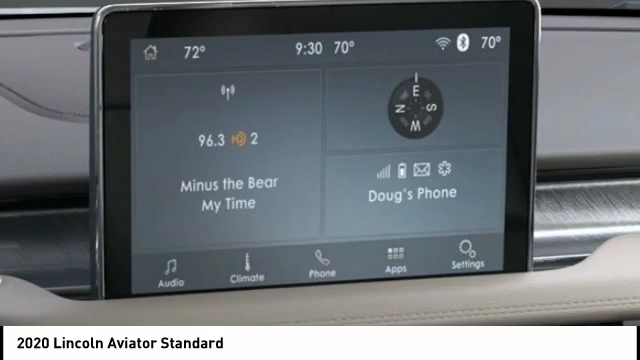 72° 9:30 70° 70°
96.3 HD 2
Minus the Bear
My Time
E
N S
W
Doug's Phone
Audio Climate Phone Apps Settings
2020 Lincoln Aviator Standard